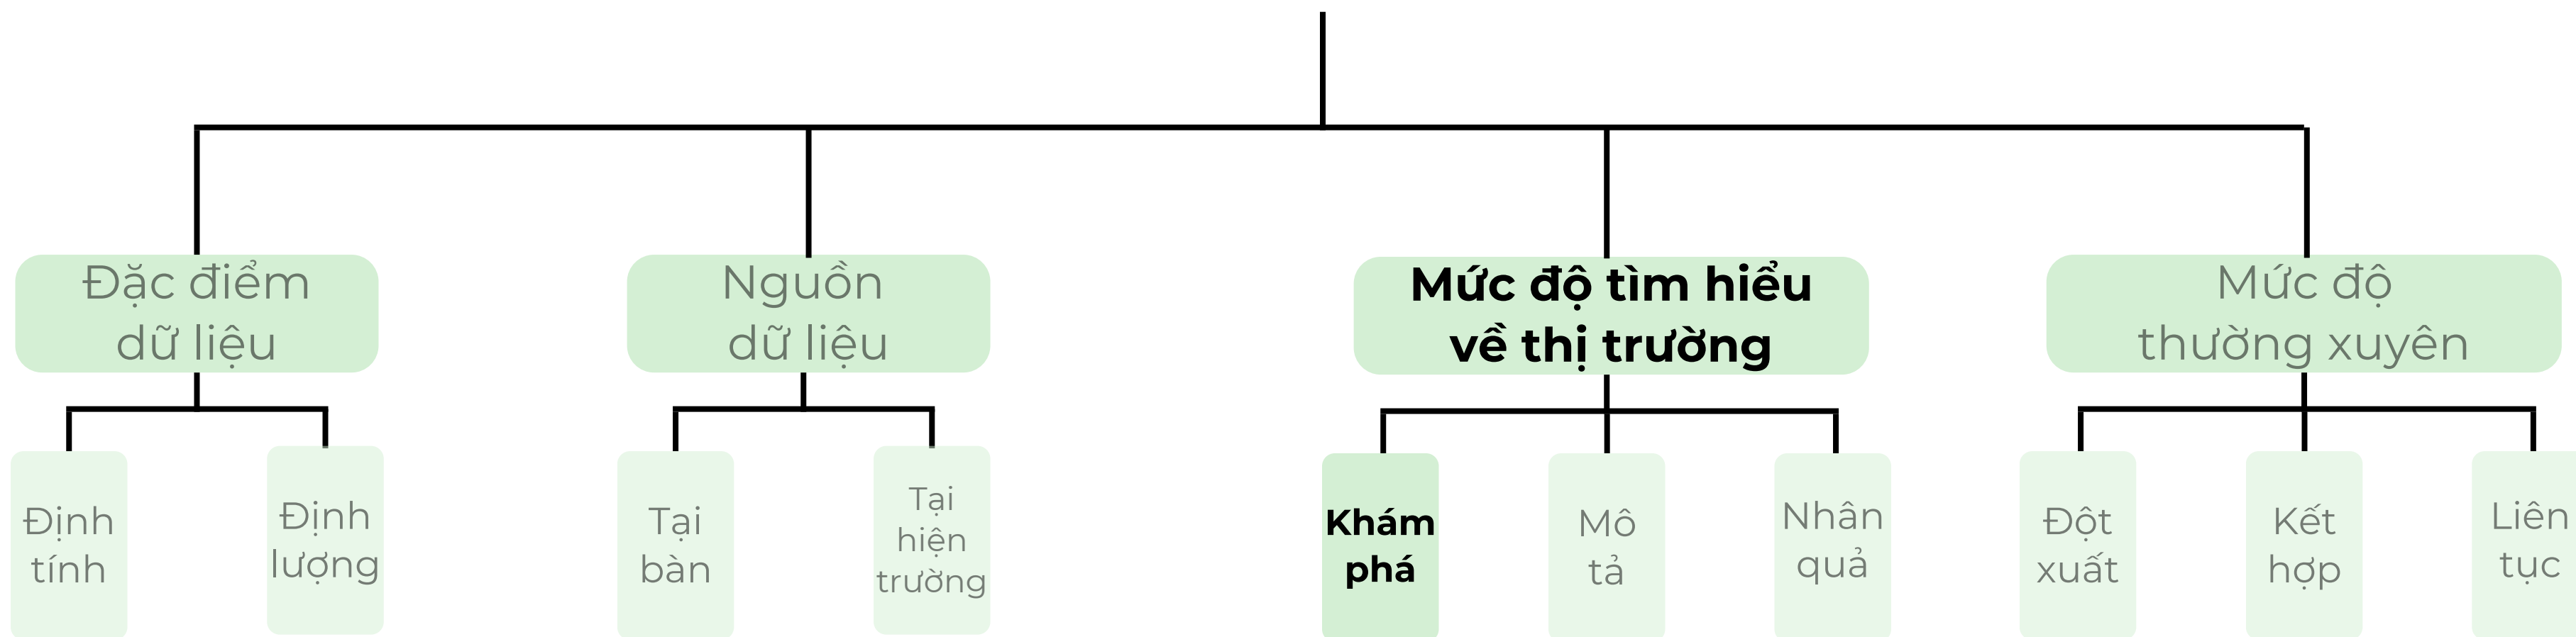 Đặc điểm
dữ liệu
Nguồn
dữ liệu
Mức độ tìm hiểu
về thị trường
Mức độ
thường xuyên
Định
tính
Định
lượng
Tại
bàn
Tại
hiện
trường
Khám
phá
Mô
tả
Nhân
quả
Đột
xuất
Kết
hợp
Liên
tục